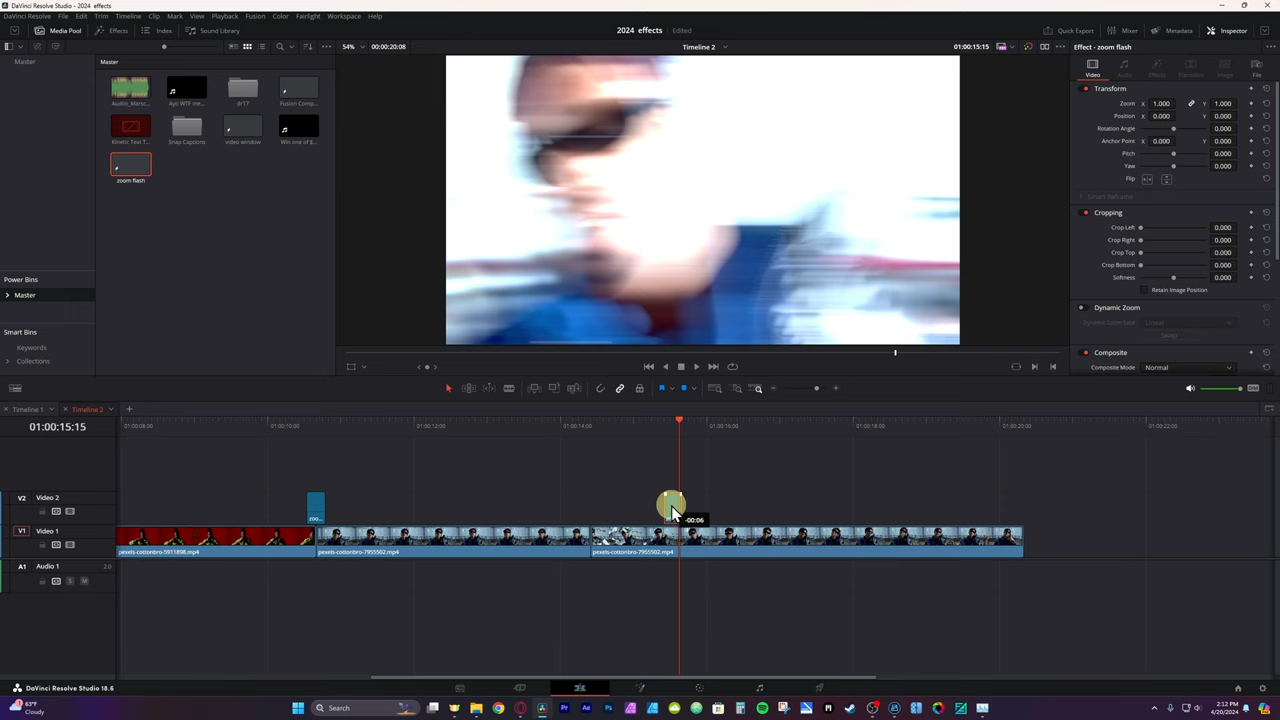 DaVinci Resolve Studio - 2024 effects
DaVinci Resolve File Edit Trim Timeline Clip Mark View Playback Fusion Color Fairlight Workspace Help
Media Pool Effects Index Sound Library 2024 effects Edited Quick Export Mixer Metadata Inspector
54% 00:00:20:08 Timeline 2 01:00:15:15 Effect - zoom flash
Master Master
Audio_Marsc... Ayo WTF me... dr17 Fusion Comp...
Kinetic Text T... Snap Captions video window Win one of $...
zoom flash
Power Bins
Master
Smart Bins
Keywords
Collections
Video Audio Effects Transition Image File
Transform
Zoom X 1.000 Y 1.000
Position X 0.000 Y 0.000
Rotation Angle 0.000
Anchor Point X 0.000 Y 0.000
Pitch 0.000
Yaw 0.000
Flip
Smart Reframe
Cropping
Crop Left 0.000
Crop Right 0.000
Crop Top 0.000
Crop Bottom 0.000
Softness 0.000
Retain Image Position
Dynamic Zoom
Dynamic Zoom Ease Linear
Swap
Composite
Composite Mode Normal
DIM
Timeline 1 Timeline 2
01:00:15:15 01:00:08:00 01:00:10:00 01:00:12:00 01:00:14:00 01:00:16:00 01:00:18:00 01:00:20:00 01:00:22:00
V2 Video 2
zoo...
-00:06
V1 Video 1
pexels-cottonbro-5911898.mp4 pexels-cottonbro-7955502.mp4 pexels-cottonbro-7955502.mp4
A1 Audio 1 2.0
S M
DaVinci Resolve Studio 18.6
63°F
Cloudy
Search
2:12 PM
4/20/2024